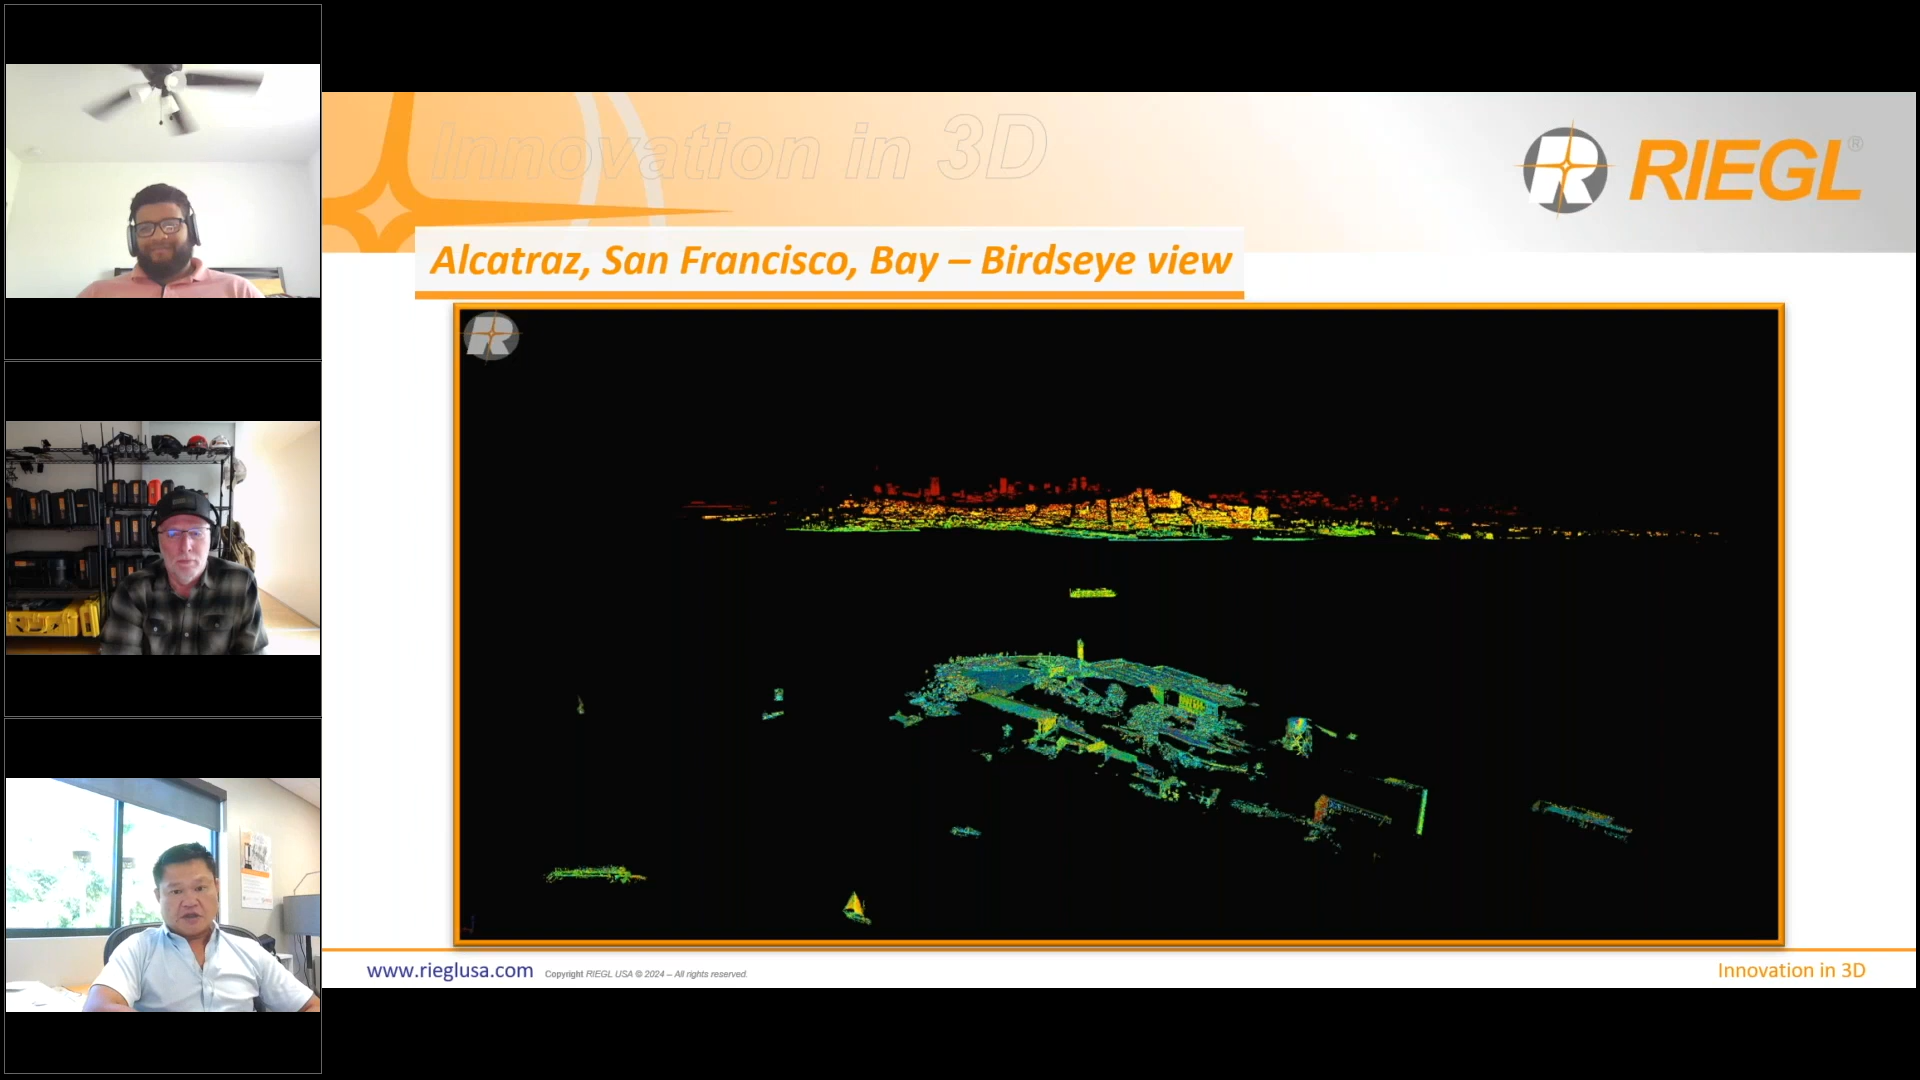 Innovation in 3D
R RIEGL®
Alcatraz, San Francisco, Bay – Birdseye view
R
www.rieglusa.com Copyright RIEGL USA © 2024 – All rights reserved.
Innovation in 3D